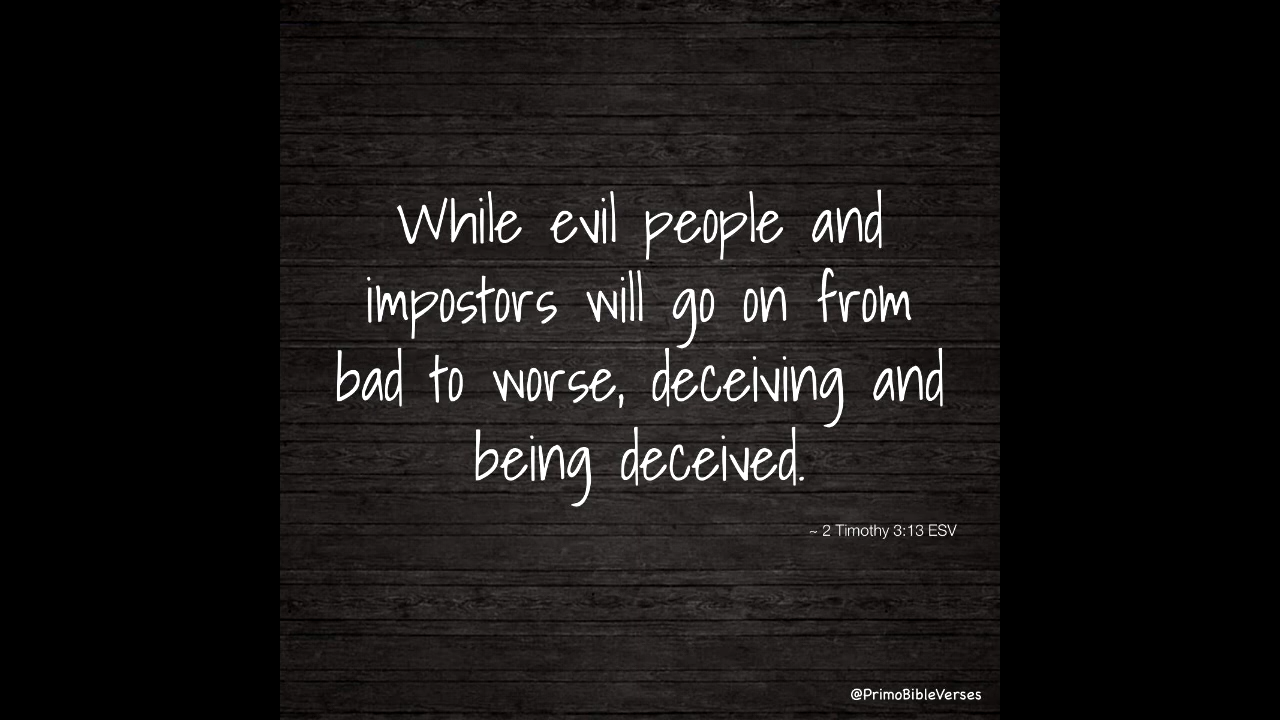 While evil people and
impostors will go on from
bad to worse, deceiving and
being deceived.
~ 2 Timothy 3:13 ESV
@PrimoBibleVerses